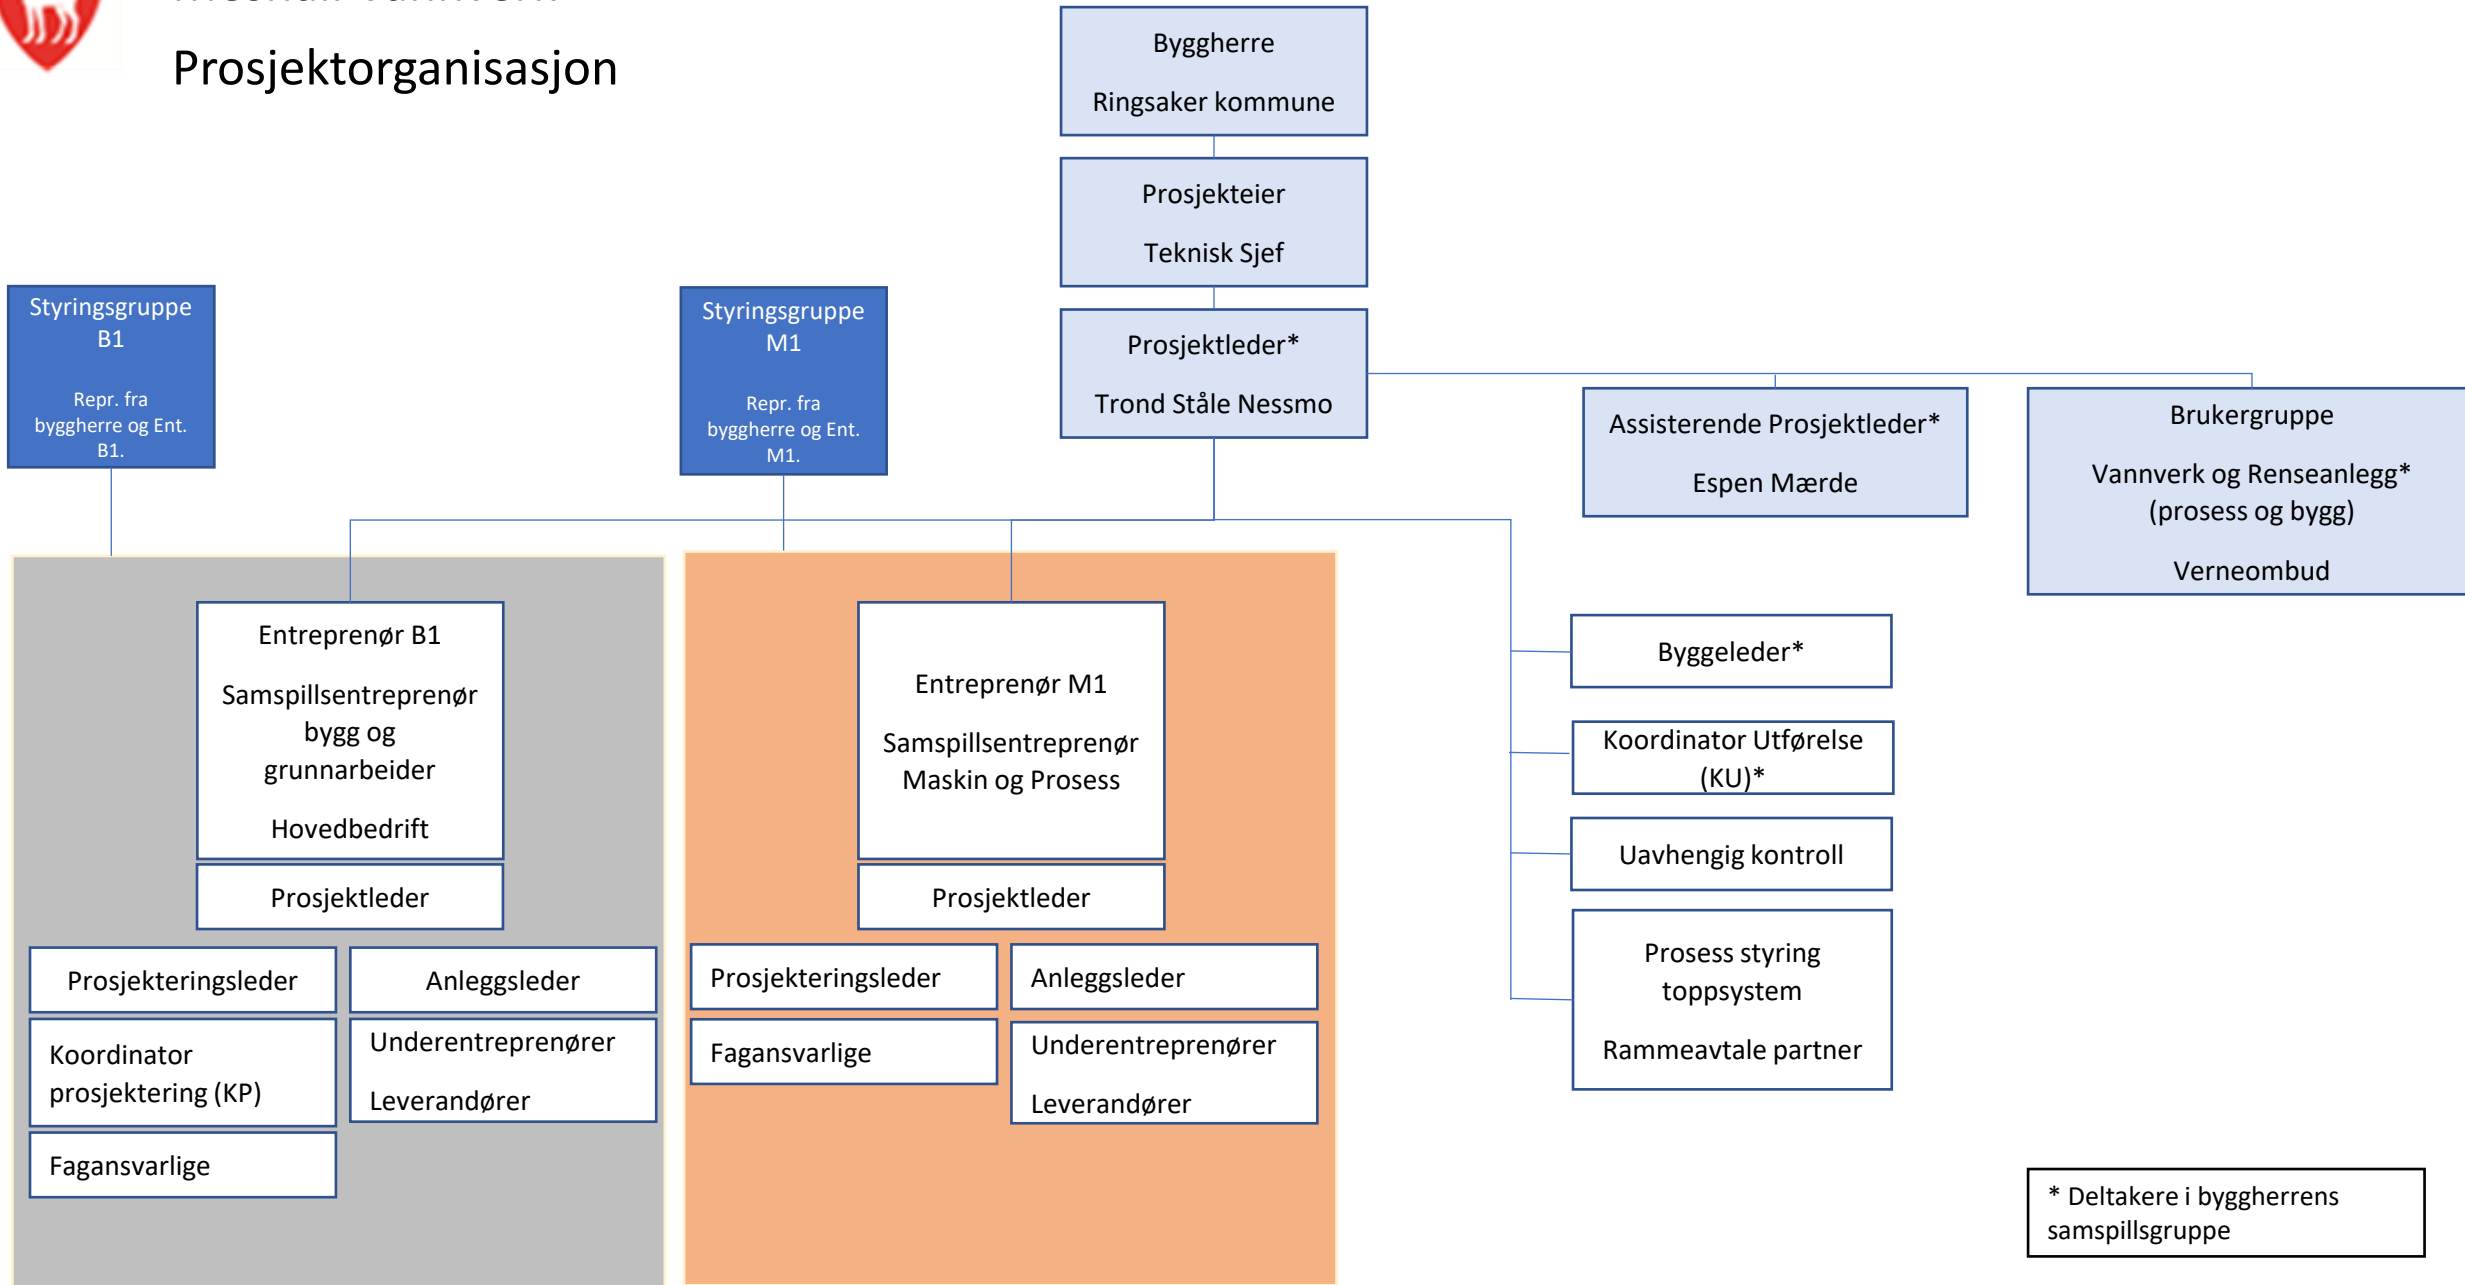 Prosjektorganisasjon
Byggherre
Ringsaker kommune
Prosjekteier
Teknisk Sjef
Prosjektleder*
Trond Ståle Nessmo
Styringsgruppe
B1
Repr. fra
byggherre og Ent.
B1.
Styringsgruppe
M1
Repr. fra
byggherre og Ent.
M1.
Assisterende Prosjektleder*
Espen Mærde
Brukergruppe
Vannverk og Renseanlegg*
(prosess og bygg)
Verneombud
Entreprenør B1
Samspillsentreprenør
bygg og
grunnarbeider
Hovedbedrift
Prosjektleder
Prosjekteringsleder
Koordinator
prosjektering (KP)
Fagansvarlige
Anleggsleder
Underentreprenører
Leverandører
Entreprenør M1
Samspillsentreprenør
Maskin og Prosess
Prosjektleder
Prosjekteringsleder
Fagansvarlige
Anleggsleder
Underentreprenører
Leverandører
Byggeleder*
Koordinator Utførelse
(KU)*
Uavhengig kontroll
Prosess styring
toppsystem
Rammeavtale partner
* Deltakere i byggherrens
samspillsgruppe